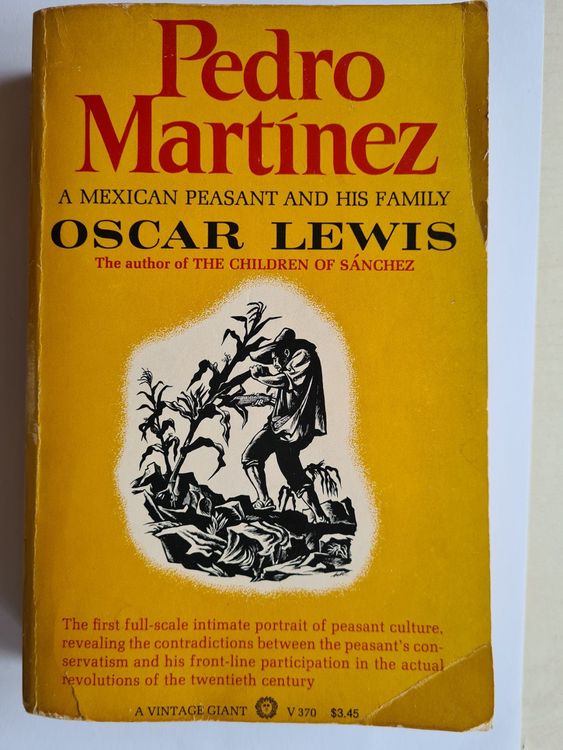 Pedro
Martínez
A MEXICAN PEASANT AND HIS FAMILY
OSCAR LEWIS
The author of THE CHILDREN OF SÁNCHEZ
The first full-scale intimate portrait of peasant culture,
revealing the contradictions between the peasant's con-
servatism and his front-line participation in the actual
revolutions of the twentieth century
A VINTAGE GIANT V 370 $3.45